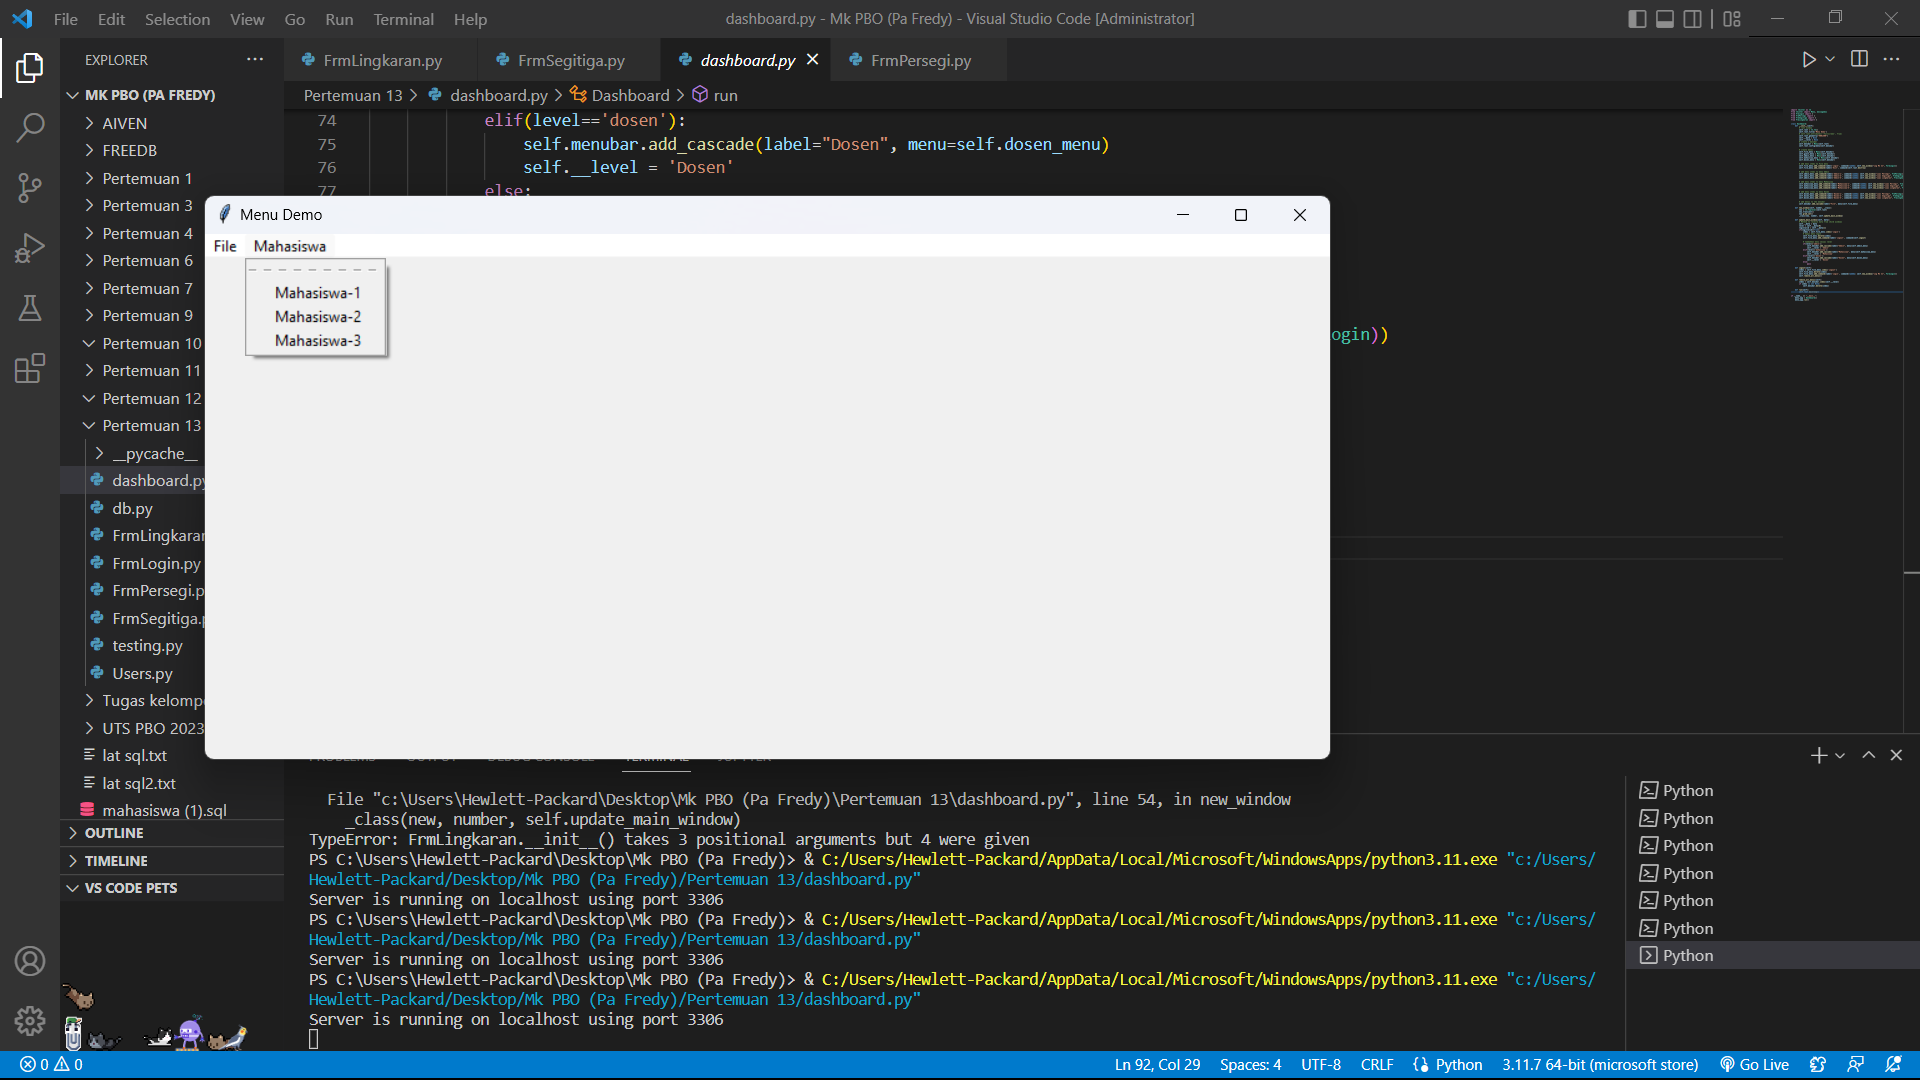 File Edit Selection View Go Run Terminal Help
dashboard.py - Mk PBO (Pa Fredy) - Visual Studio Code [Administrator]
EXPLORER
MK PBO (PA FREDY)
AIVEN
FREEDB
Pertemuan 1
Pertemuan 3
Pertemuan 4
Pertemuan 6
Pertemuan 7
Pertemuan 9
Pertemuan 10
Pertemuan 11
Pertemuan 12
Pertemuan 13
__pycache__
dashboard.py
db.py
FrmLingkaran
FrmLogin.py
FrmPersegi.p
FrmSegitiga.p
testing.py
Users.py
Tugas kelomp
UTS PBO 2023
lat sql.txt
lat sql2.txt
mahasiswa (1).sql
OUTLINE
TIMELINE
VS CODE PETS
FrmLingkaran.py
FrmSegitiga.py
dashboard.py
FrmPersegi.py
Pertemuan 13 > dashboard.py > Dashboard > run
74 elif(level=='dosen'):
75 self.menubar.add_cascade(label="Dosen", menu=self.dosen_menu)
76 self.__level = 'Dosen'
77 else:
ogin))
Menu Demo
File Mahasiswa
Mahasiswa-1
Mahasiswa-2
Mahasiswa-3
File "c:\Users\Hewlett-Packard\Desktop\Mk PBO (Pa Fredy)\Pertemuan 13\dashboard.py", line 54, in new_window
_class(new, number, self.update_main_window)
TypeError: FrmLingkaran.__init__() takes 3 positional arguments but 4 were given
PS C:\Users\Hewlett-Packard\Desktop\Mk PBO (Pa Fredy)> & C:/Users/Hewlett-Packard/AppData/Local/Microsoft/WindowsApps/python3.11.exe "c:/Users/
Hewlett-Packard/Desktop/Mk PBO (Pa Fredy)/Pertemuan 13/dashboard.py"
Server is running on localhost using port 3306
PS C:\Users\Hewlett-Packard\Desktop\Mk PBO (Pa Fredy)> & C:/Users/Hewlett-Packard/AppData/Local/Microsoft/WindowsApps/python3.11.exe "c:/Users/
Hewlett-Packard/Desktop/Mk PBO (Pa Fredy)/Pertemuan 13/dashboard.py"
Server is running on localhost using port 3306
PS C:\Users\Hewlett-Packard\Desktop\Mk PBO (Pa Fredy)> & C:/Users/Hewlett-Packard/AppData/Local/Microsoft/WindowsApps/python3.11.exe "c:/Users/
Hewlett-Packard/Desktop/Mk PBO (Pa Fredy)/Pertemuan 13/dashboard.py"
Server is running on localhost using port 3306
Python
Python
Python
Python
Python
Python
Python
0 0
Ln 92, Col 29 Spaces: 4 UTF-8 CRLF Python 3.11.7 64-bit (microsoft store) Go Live